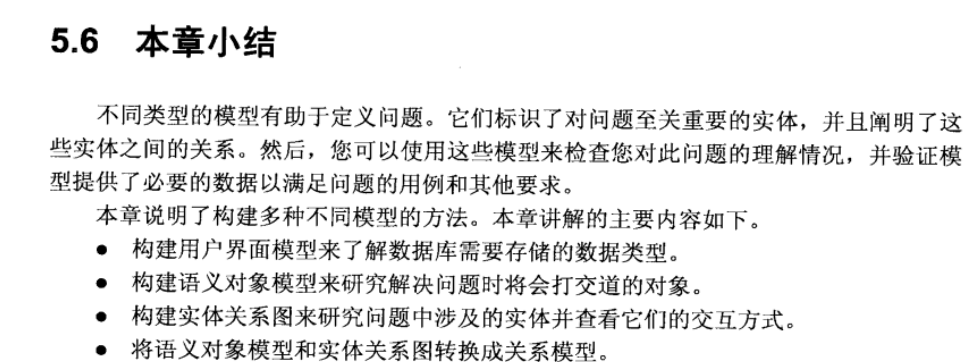 5.6 本章小结
不同类型的模型有助于定义问题。它们标识了对问题至关重要的实体，并且阐明了这
些实体之间的关系。然后，您可以使用这些模型来检查您对此问题的理解情况，并验证模
型提供了必要的数据以满足问题的用例和其他要求。
本章说明了构建多种不同模型的方法。本章讲解的主要内容如下。
● 构建用户界面模型来了解数据库需要存储的数据类型。
● 构建语义对象模型来研究解决问题时将会打交道的对象。
● 构建实体关系图来研究问题中涉及的实体并查看它们的交互方式。
● 将语义对象模型和实体关系图转换成关系模型。